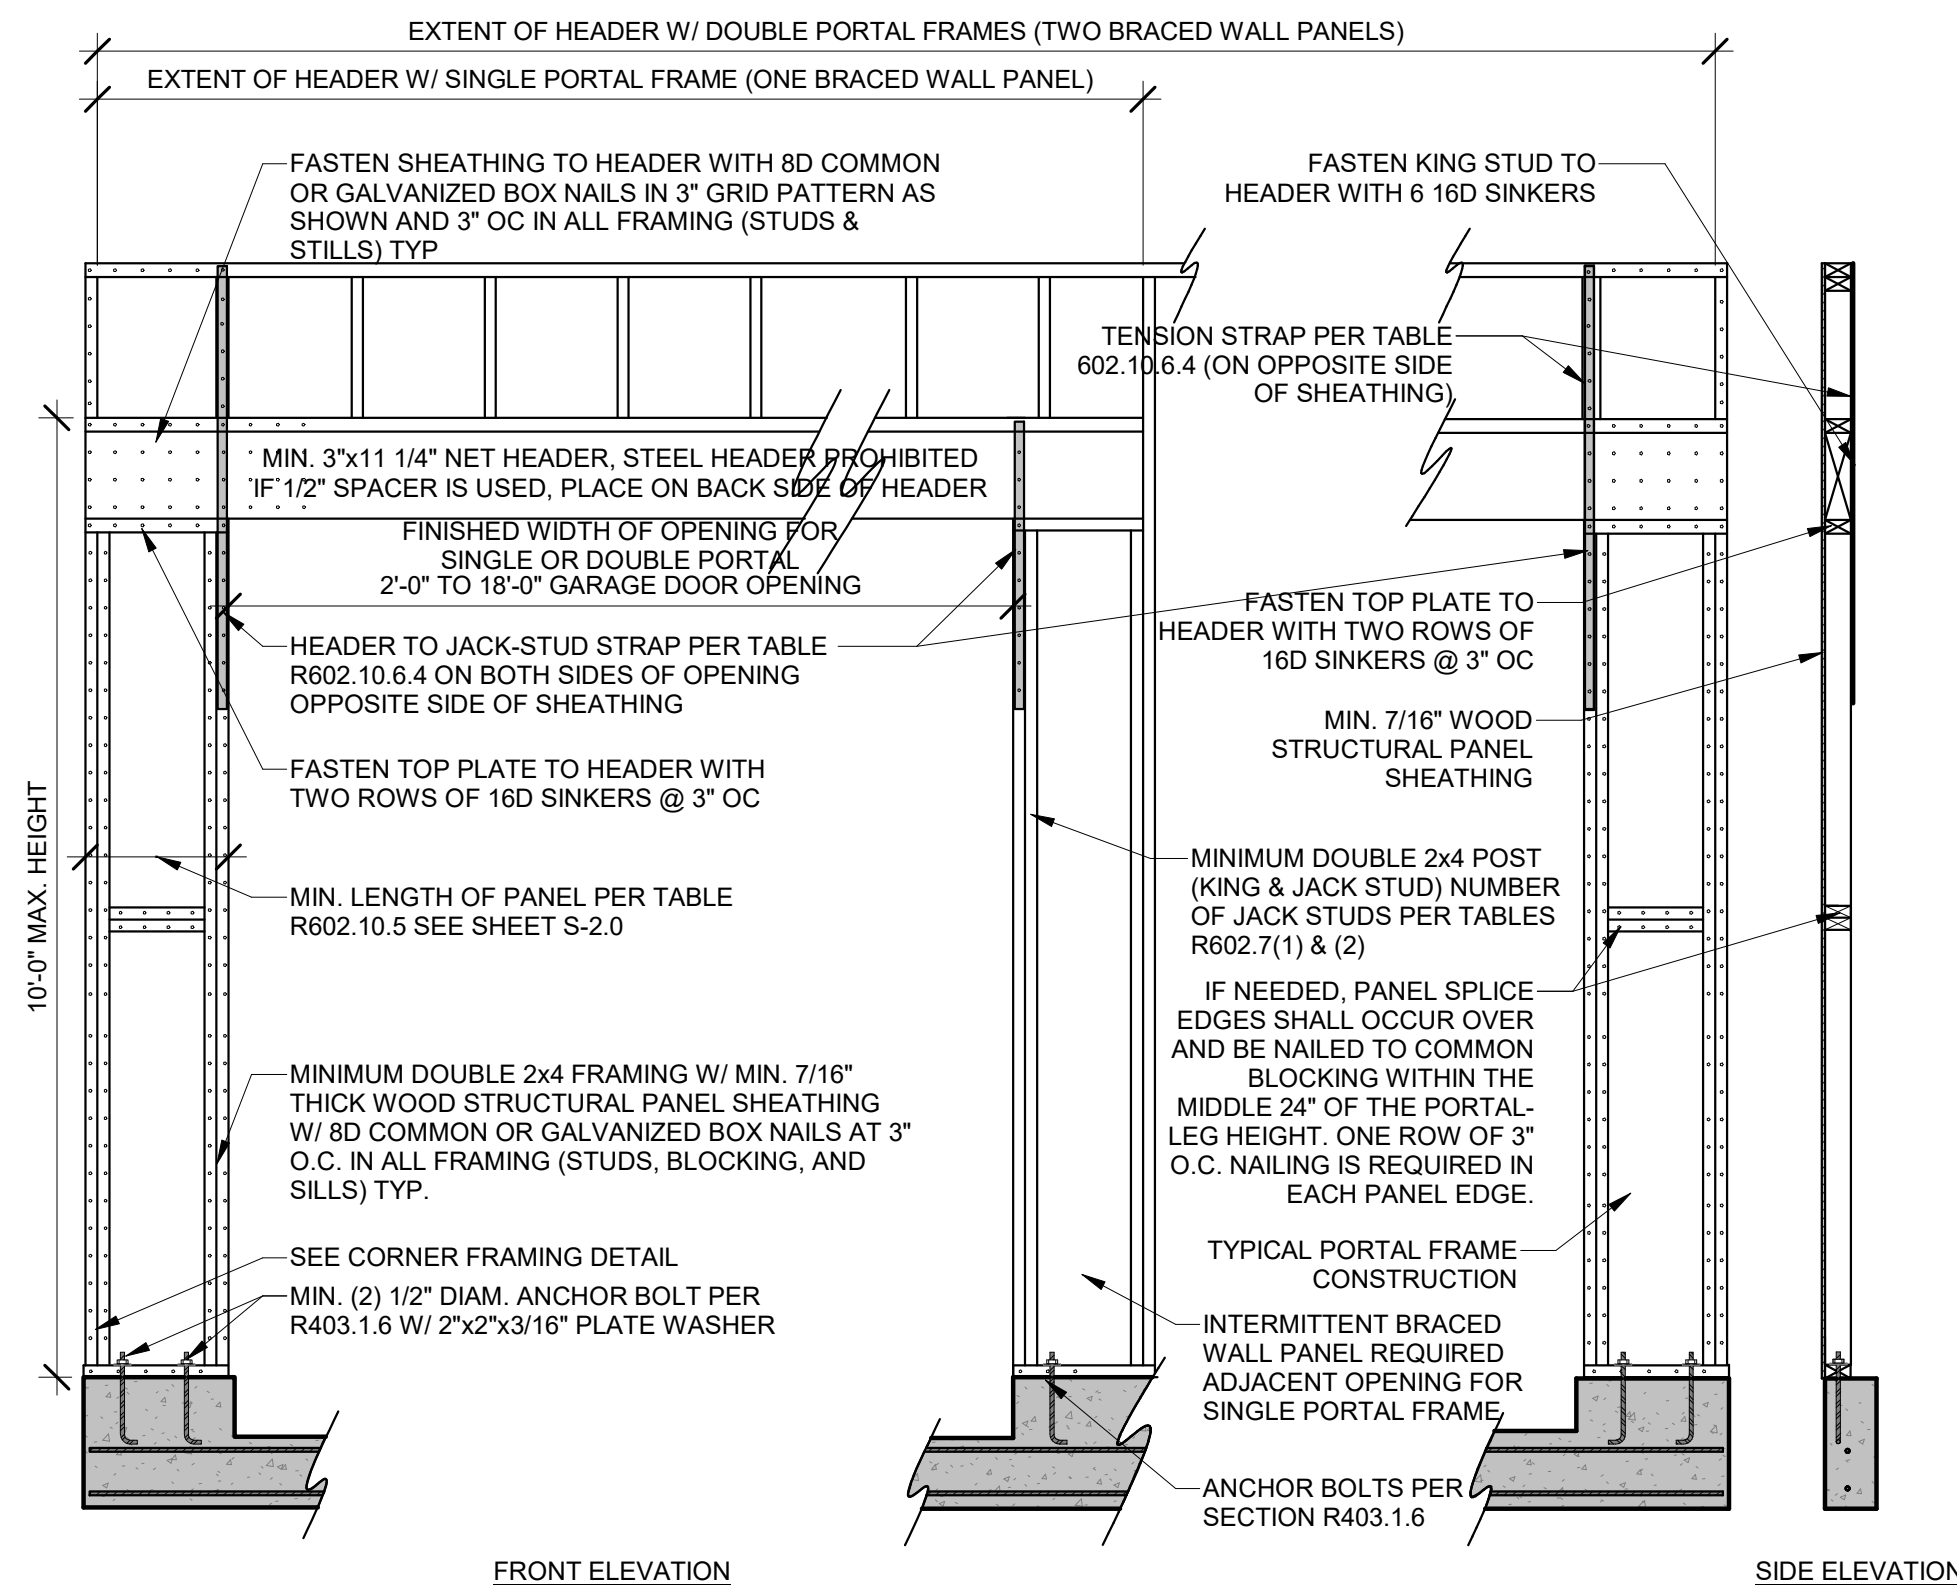 EXTENT OF HEADER W/ DOUBLE PORTAL FRAMES (TWO BRACED WALL PANELS)
EXTENT OF HEADER W/ SINGLE PORTAL FRAME (ONE BRACED WALL PANEL)
FASTEN SHEATHING TO HEADER WITH 8D COMMON
OR GALVANIZED BOX NAILS IN 3" GRID PATTERN AS
SHOWN AND 3" OC IN ALL FRAMING (STUDS &
STILLS) TYP
FASTEN KING STUD TO
HEADER WITH 6 16D SINKERS
TENSION STRAP PER TABLE
602.10.6.4 (ON OPPOSITE SIDE
OF SHEATHING)
MIN. 3"x11 1/4" NET HEADER, STEEL HEADER PROHIBITED
IF 1/2" SPACER IS USED, PLACE ON BACK SIDE OF HEADER
FINISHED WIDTH OF OPENING FOR
SINGLE OR DOUBLE PORTAL
2'-0" TO 18'-0" GARAGE DOOR OPENING
HEADER TO JACK-STUD STRAP PER TABLE
R602.10.6.4 ON BOTH SIDES OF OPENING
OPPOSITE SIDE OF SHEATHING
FASTEN TOP PLATE TO
HEADER WITH TWO ROWS OF
16D SINKERS @ 3" OC
MIN. 7/16" WOOD
STRUCTURAL PANEL
SHEATHING
FASTEN TOP PLATE TO HEADER WITH
TWO ROWS OF 16D SINKERS @ 3" OC
10'-0" MAX. HEIGHT
MIN. LENGTH OF PANEL PER TABLE
R602.10.5 SEE SHEET S-2.0
MINIMUM DOUBLE 2x4 POST
(KING & JACK STUD) NUMBER
OF JACK STUDS PER TABLES
R602.7(1) & (2)
IF NEEDED, PANEL SPLICE
EDGES SHALL OCCUR OVER
AND BE NAILED TO COMMON
BLOCKING WITHIN THE
MIDDLE 24" OF THE PORTAL-
LEG HEIGHT. ONE ROW OF 3"
O.C. NAILING IS REQUIRED IN
EACH PANEL EDGE.
MINIMUM DOUBLE 2x4 FRAMING W/ MIN. 7/16"
THICK WOOD STRUCTURAL PANEL SHEATHING
W/ 8D COMMON OR GALVANIZED BOX NAILS AT 3"
O.C. IN ALL FRAMING (STUDS, BLOCKING, AND
SILLS) TYP.
SEE CORNER FRAMING DETAIL
MIN. (2) 1/2" DIAM. ANCHOR BOLT PER
R403.1.6 W/ 2"x2"x3/16" PLATE WASHER
TYPICAL PORTAL FRAME
CONSTRUCTION
INTERMITTENT BRACED
WALL PANEL REQUIRED
ADJACENT OPENING FOR
SINGLE PORTAL FRAME
ANCHOR BOLTS PER
SECTION R403.1.6
FRONT ELEVATION
SIDE ELEVATION